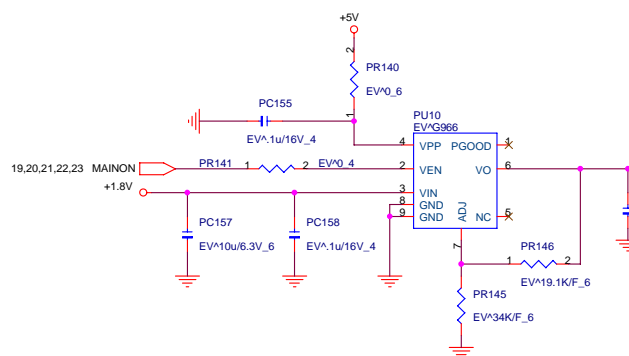 +5V
2
PR140
EV^0_6
1
PC155
EV^.1u/16V_4
PU10
EV^G966
4 VPP PGOOD 1
19,20,21,22,23 MAINON PR141 1 2 EV^0_4 2 VEN VO 6
+1.8V 3 VIN
8 GND
9 GND
ADJ
NC 5
7
PC157
EV^10u/6.3V_6
PC158
EV^.1u/16V_4
PR146
1 2
EV^19.1K/F_6
PR145
EV^34K/F_6